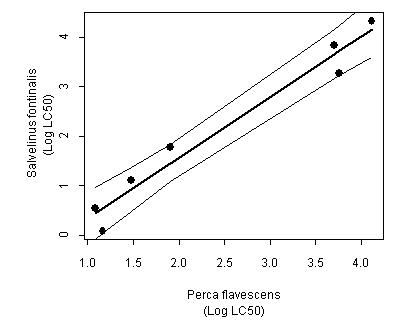 Salvelinus fontinalis
(Log LC50)
4
3
2
1
0
1.0 1.5 2.0 2.5 3.0 3.5 4.0
Perca flavescens
(Log LC50)